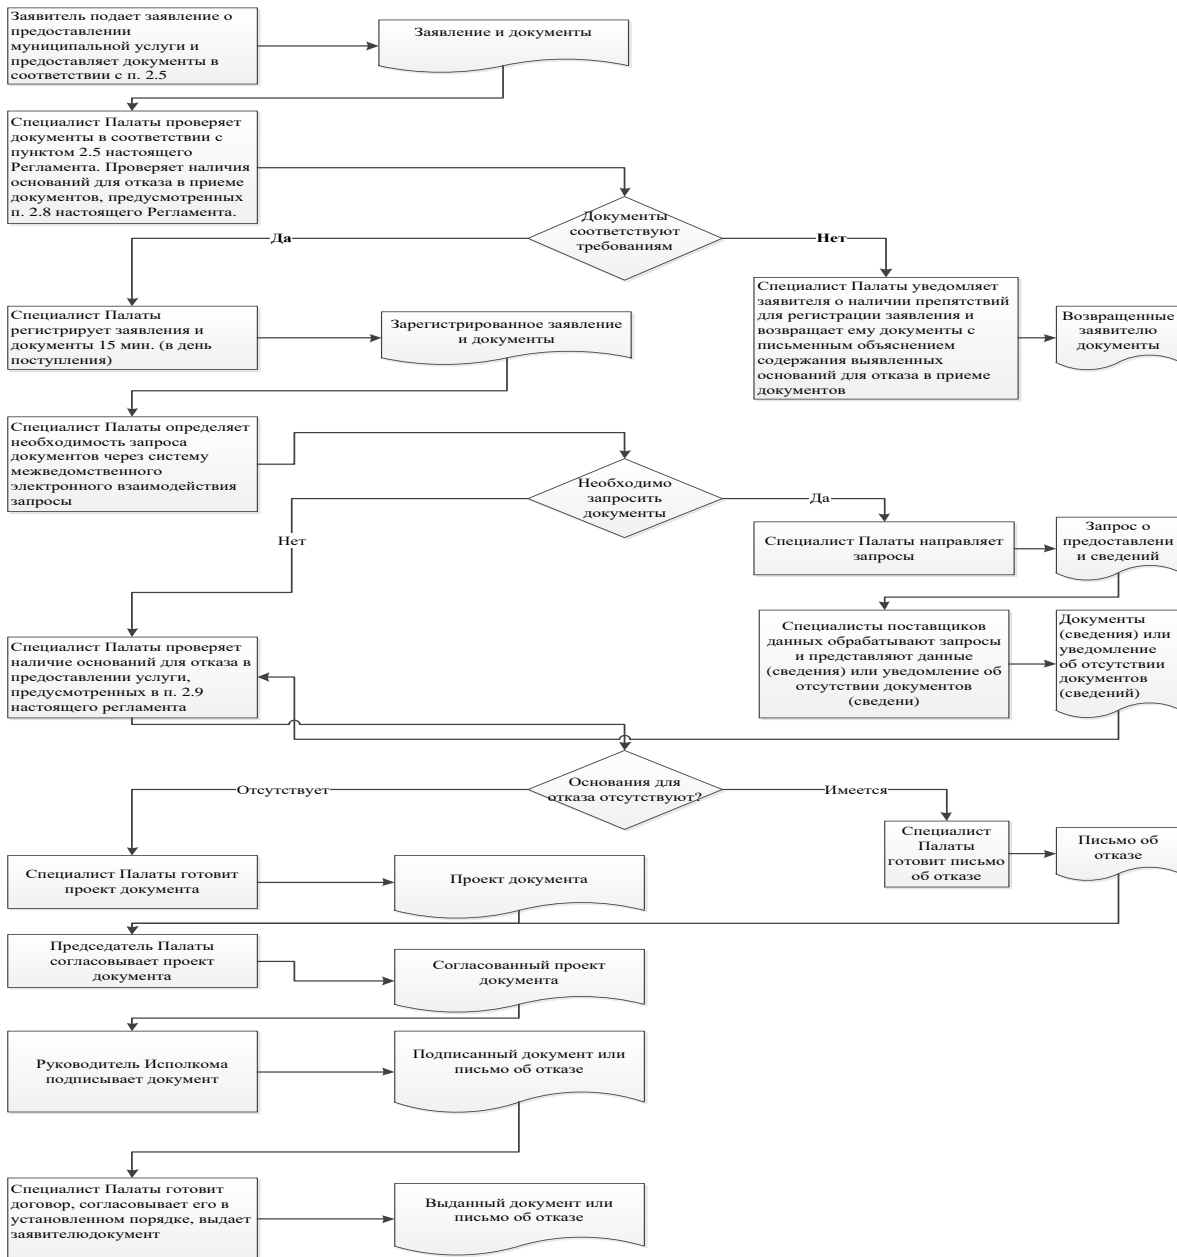 Заявитель подает заявление о
предоставлении
муниципальной услуги и
предоставляет документы в
соответствии с п. 2.5
Заявление и документы
Специалист Палаты проверяет
документы в соответствии с
пунктом 2.5 настоящего
Регламента. Проверяет наличия
оснований для отказа в приеме
документов, предусмотренных
п. 2.8 настоящего Регламента.
Документы
соответствуют
требованиям
Да
Нет
Специалист Палаты
регистрирует заявления и
документы 15 мин. (в день
поступления)
Зарегистрированное заявление
и документы
Специалист Палаты уведомляет
заявителя о наличии препятствий
для регистрации заявления и
возвращает ему документы с
письменным объяснением
содержания выявленных
оснований для отказа в приеме
документов
Возвращенные
заявителю
документы
Специалист Палаты определяет
необходимость запроса
документов через систему
межведомственного
электронного взаимодействия
запросы
Необходимо
запросить
документы
Да
Нет
Специалист Палаты направляет
запросы
Запрос о
предоставлени
и сведений
Специалисты поставщиков
данных обрабатывают запросы
и представляют данные
(сведения) или уведомление об
отсутствии документов
(сведени)
Документы
(сведения) или
уведомление
об отсутствии
документов
(сведений)
Специалист Палаты проверяет
наличие оснований для отказа в
предоставлении услуги,
предусмотренных в п. 2.9
настоящего регламента
Основания для
отказа отсутствуют?
Отсутствует
Имеется
Специалист
Палаты
готовит письмо
об отказе
Письмо об
отказе
Специалист Палаты готовит
проект документа
Проект документа
Председатель Палаты
согласовывает проект
документа
Согласованный проект
документа
Руководитель Исполкома
подписывает документ
Подписанный документ или
письмо об отказе
Специалист Палаты готовит
договор, согласовывает его в
установленном порядке, выдает
заявителюдокумент
Выданный документ или
письмо об отказе